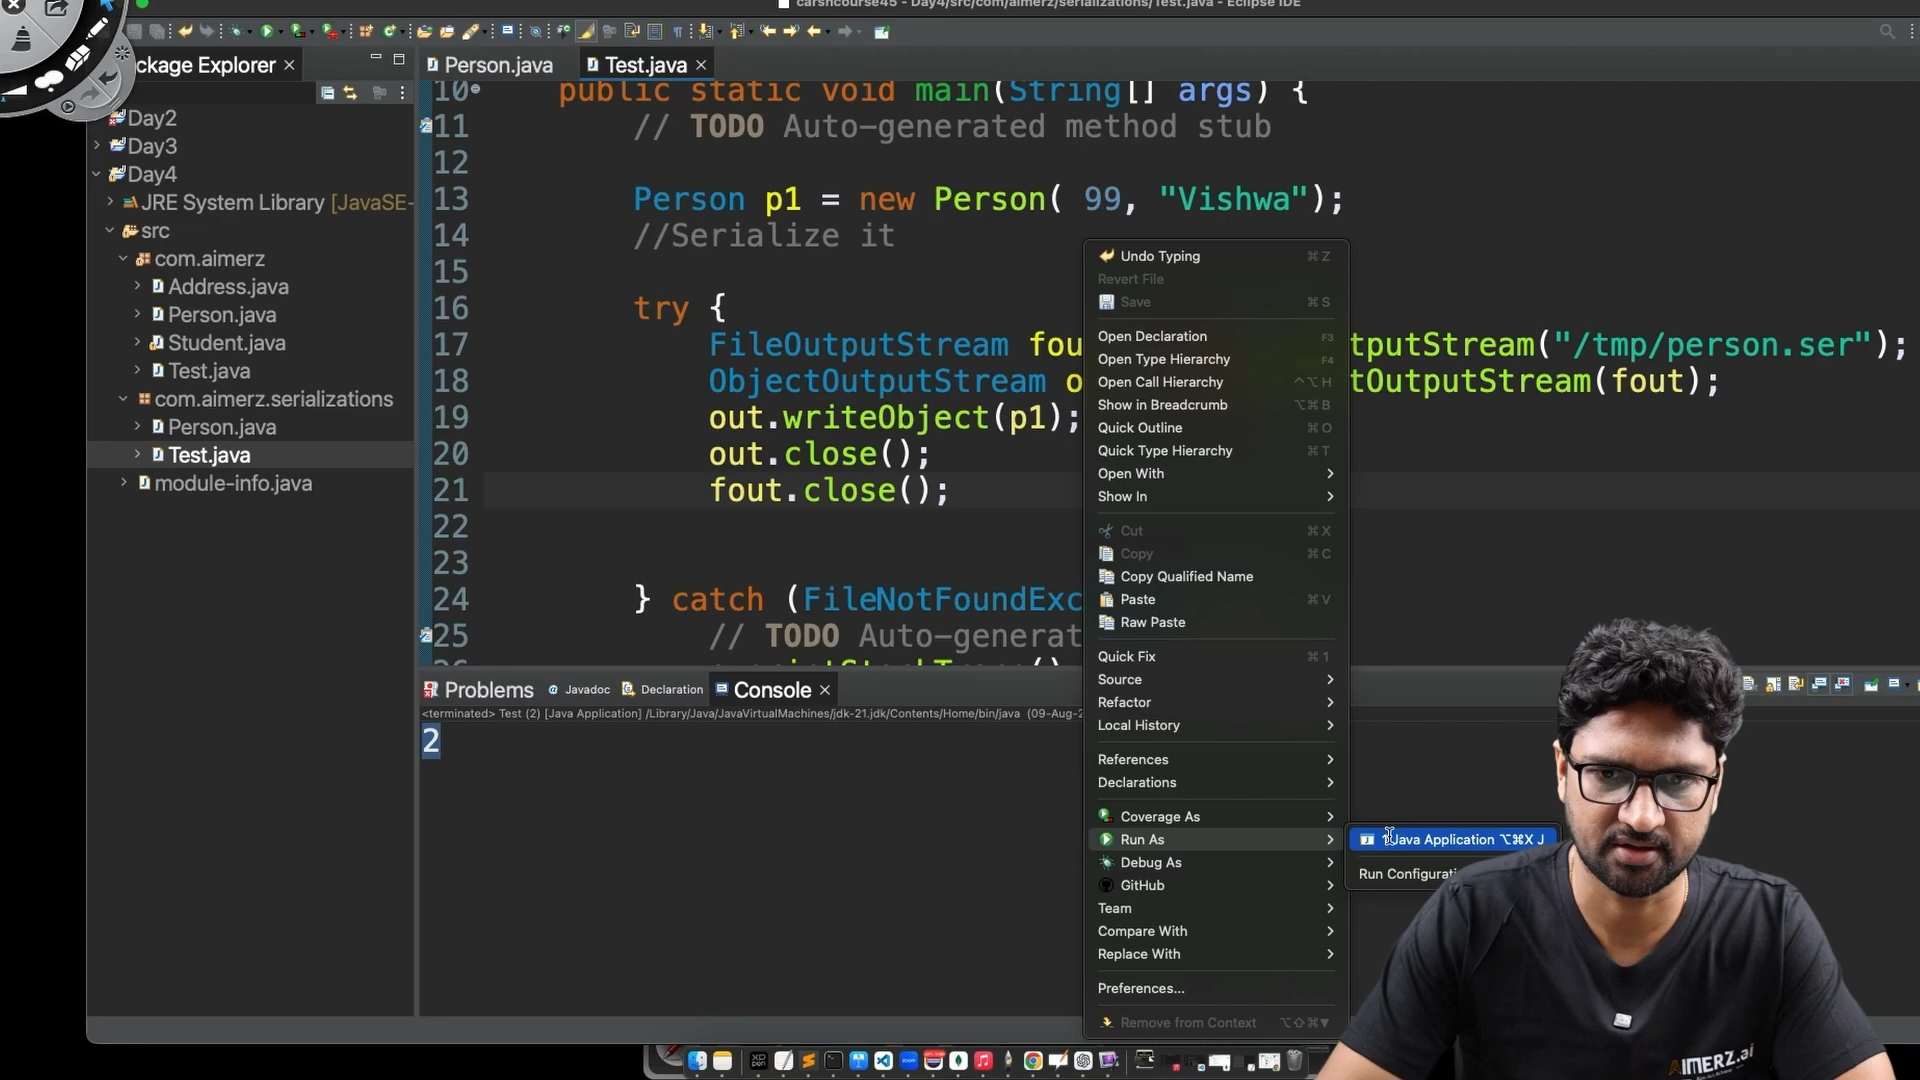 carshcourse45 - Day4/src/com/aimerz/serializations/Test.java - Eclipse IDE
ckage Explorer
Person.java
Test.java
Day2
Day3
Day4
JRE System Library [JavaSE-
src
com.aimerz
Address.java
Person.java
Student.java
Test.java
com.aimerz.serializations
Person.java
Test.java
module-info.java
10 public static void main(String[] args) {
11 // TODO Auto-generated method stub
12
13 Person p1 = new Person( 99, "Vishwa");
14 //Serialize it
15
16 try {
17 FileOutputStream fou tputStream("/tmp/person.ser");
18 ObjectOutputStream o tOutputStream(fout);
19 out.writeObject(p1);
20 out.close();
21 fout.close();
22
23
24 } catch (FileNotFoundExc
25 // TODO Auto-generat
Undo Typing ⌘Z
Revert File
Save ⌘S
Open Declaration F3
Open Type Hierarchy F4
Open Call Hierarchy ^⌥H
Show in Breadcrumb ⌥⌘B
Quick Outline ⌘O
Quick Type Hierarchy ⌘T
Open With
Show In
Cut ⌘X
Copy ⌘C
Copy Qualified Name
Paste ⌘V
Raw Paste
Quick Fix ⌘1
Source
Refactor
Local History
References
Declarations
Coverage As
Run As
Debug As
GitHub
Team
Compare With
Replace With
Preferences...
Remove from Context ⌥⇧⌘▼
Java Application ⌥⌘X J
Run Configurati
Problems
Javadoc
Declaration
Console
<terminated> Test (2) [Java Application] /Library/Java/JavaVirtualMachines/jdk-21.jdk/Contents/Home/bin/java (09-Aug-2
2
AIMERZ.ai